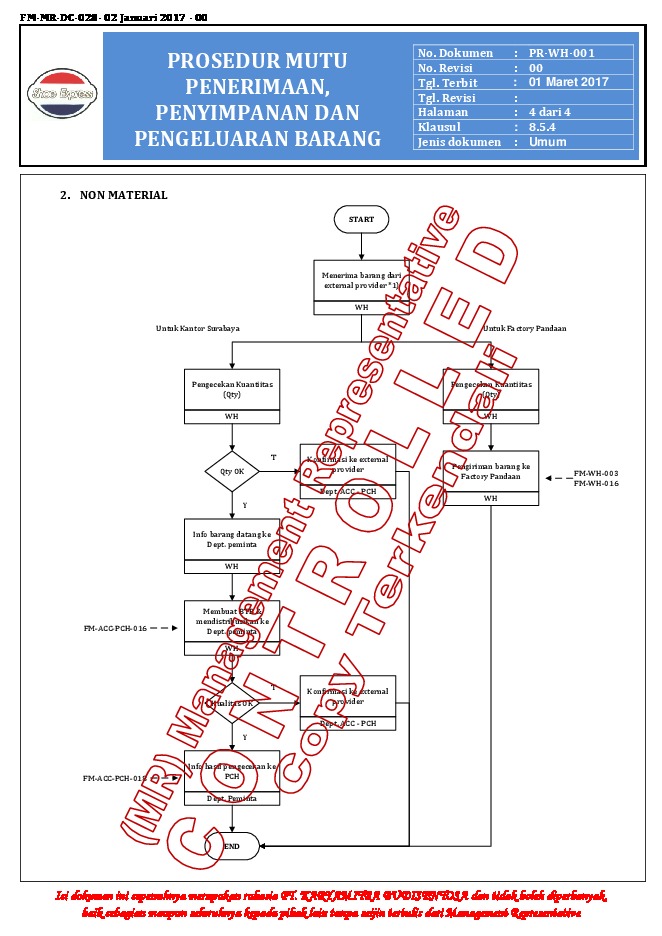 FM-MR-DC-028 - 02 Januari 2017 - 00
Shoe Express
PROSEDUR MUTU
PENERIMAAN,
PENYIMPANAN DAN
PENGELUARAN BARANG
No. Dokumen : PR-WH-001
No. Revisi : 00
Tgl. Terbit : 01 Maret 2017
Tgl. Revisi :
Halaman : 4 dari 4
Klausul : 8.5.4
Jenis dokumen : Umum
2. NON MATERIAL
START
Menerima barang dari
external provider *1)
WH
Untuk Kantor Surabaya
Untuk Factory Pandaan
Pengecekan Kuantiitas
(Qty)
WH
Pengecekan Kuantiitas
(Qty)
WH
Qty OK
T
Y
Konfirmasi ke external
provider
Dept. ACC - PCH
Pengiriman barang ke
Factory Pandaan
WH
FM-WH-003
FM-WH-016
Info barang datang ke
Dept. peminta
WH
Membuat
mendistribusikan ke
Dept. peminta
WH
FM-ACC-PCH-016
Kualitas OK
T
Y
Konfirmasi ke external
Provider
Dept. ACC - PCH
Info hasil pengecekan ke
PCH
Dept. Peminta
FM-ACC-PCH-018
END
(MR) Management Representative
CONTROLLED
Copy Terkendali
Isi dokumen ini sepenuhnya merupakan rahasia PT. KARYAMITRA BUDISENTOSA dan tidak boleh diperbanyak,
baik sebagian maupun seluruhnya kepada pihak lain tanpa seijin tertulis dari Management Representative